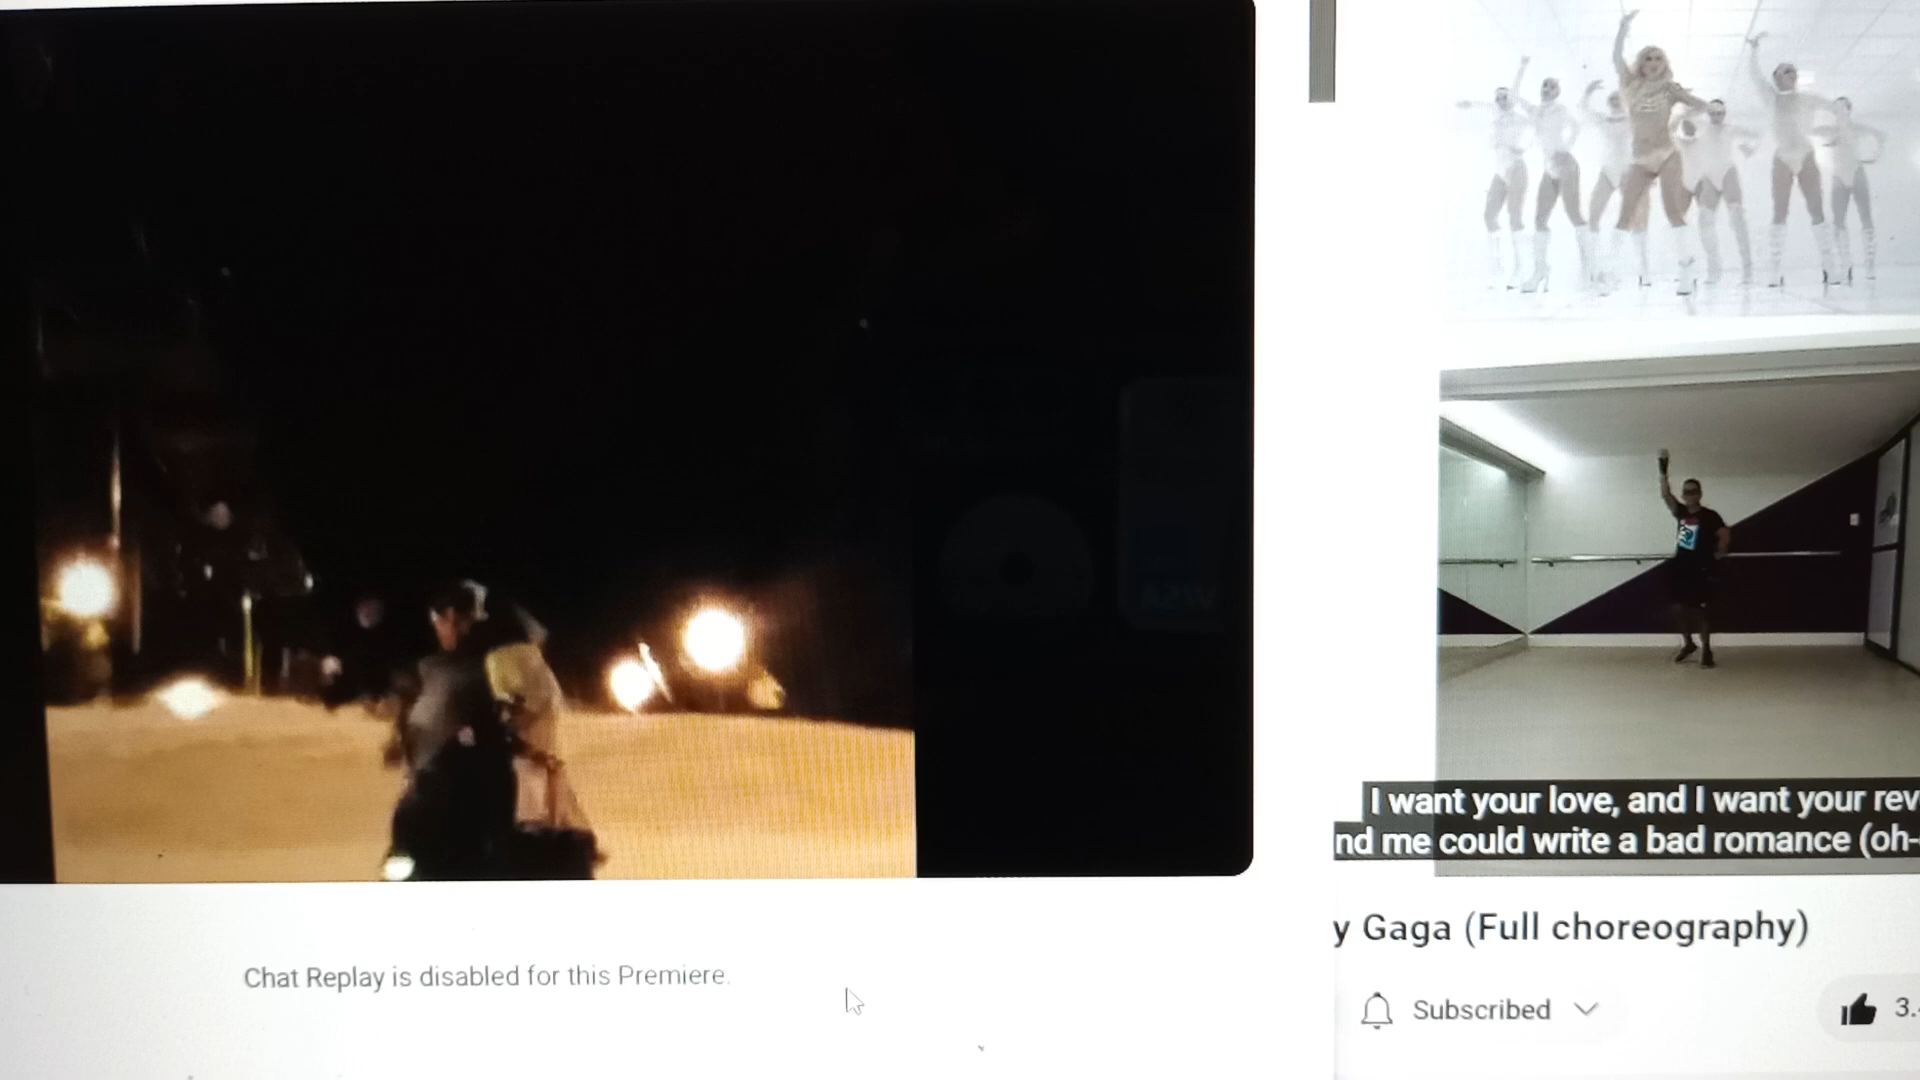 I want your love, and I want your rev
nd me could write a bad romance (oh-
y Gaga (Full choreography)
Chat Replay is disabled for this Premiere.
Subscribed
3.